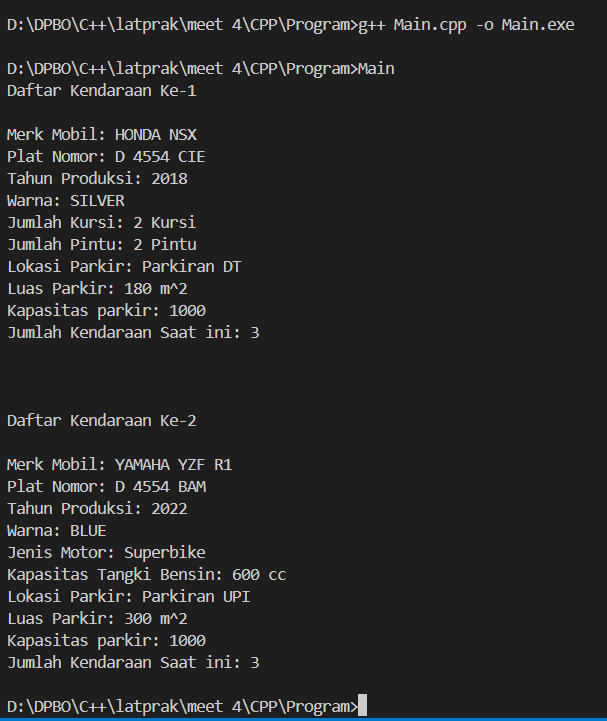 D:\DPBO\C++\latprak\meet 4\CPP\Program>g++ Main.cpp -o Main.exe
D:\DPBO\C++\latprak\meet 4\CPP\Program>Main
Daftar Kendaraan Ke-1
Merk Mobil: HONDA NSX
Plat Nomor: D 4554 CIE
Tahun Produksi: 2018
Warna: SILVER
Jumlah Kursi: 2 Kursi
Jumlah Pintu: 2 Pintu
Lokasi Parkir: Parkiran DT
Luas Parkir: 180 m^2
Kapasitas parkir: 1000
Jumlah Kendaraan Saat ini: 3
Daftar Kendaraan Ke-2
Merk Mobil: YAMAHA YZF R1
Plat Nomor: D 4554 BAM
Tahun Produksi: 2022
Warna: BLUE
Jenis Motor: Superbike
Kapasitas Tangki Bensin: 600 cc
Lokasi Parkir: Parkiran UPI
Luas Parkir: 300 m^2
Kapasitas parkir: 1000
Jumlah Kendaraan Saat ini: 3
D:\DPBO\C++\latprak\meet 4\CPP\Program>